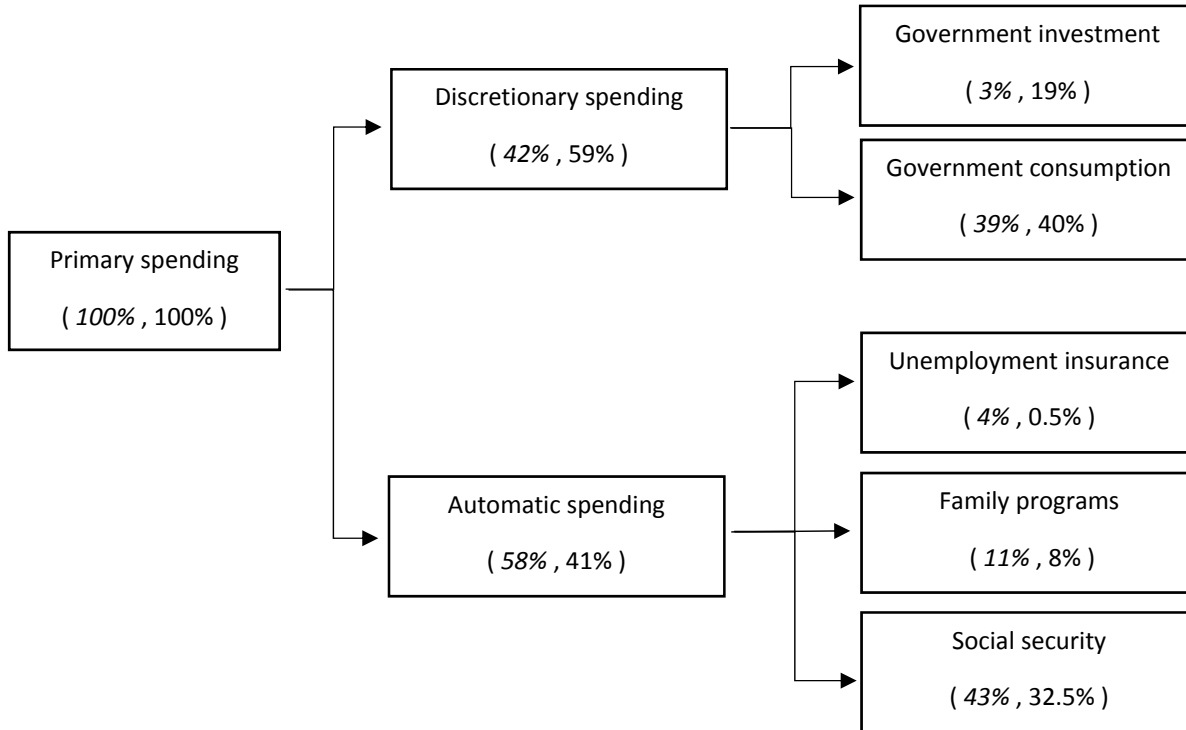 Primary spending
( 100% , 100% )
Discretionary spending
( 42% , 59% )
Government investment
( 3% , 19% )
Government consumption
( 39% , 40% )
Automatic spending
( 58% , 41% )
Unemployment insurance
( 4% , 0.5% )
Family programs
( 11% , 8% )
Social security
( 43% , 32.5% )